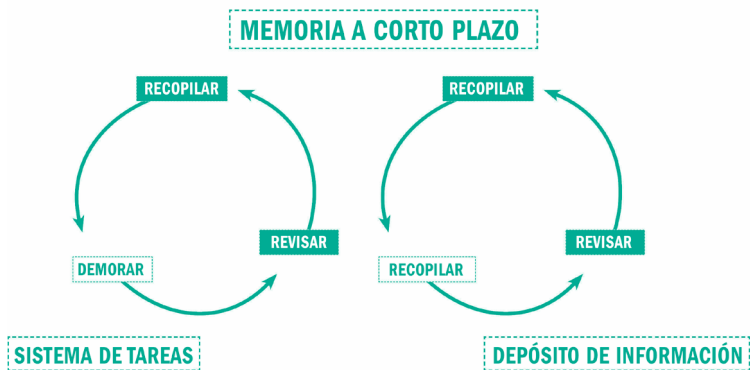 MEMORIA A CORTO PLAZO
RECOPILAR
RECOPILAR
REVISAR
REVISAR
DEMORAR
RECOPILAR
SISTEMA DE TAREAS
DEPÓSITO DE INFORMACIÓN